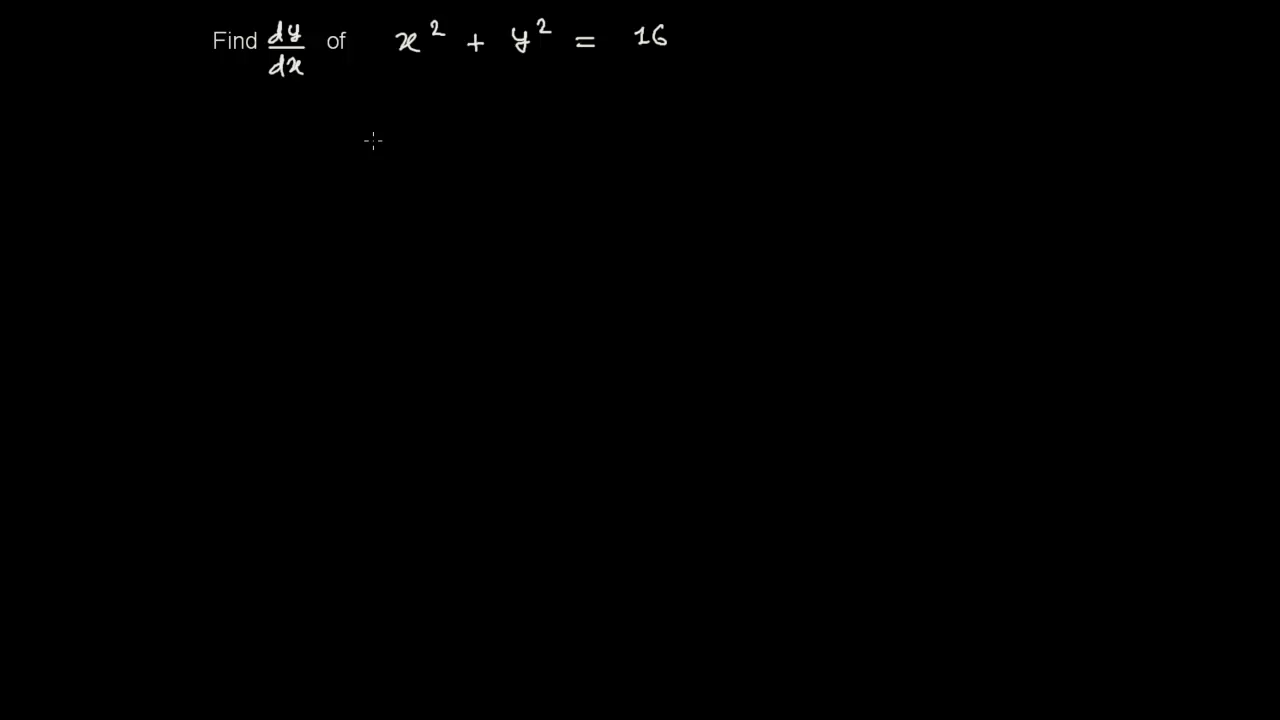 Find dy/dx of x² + y² = 16